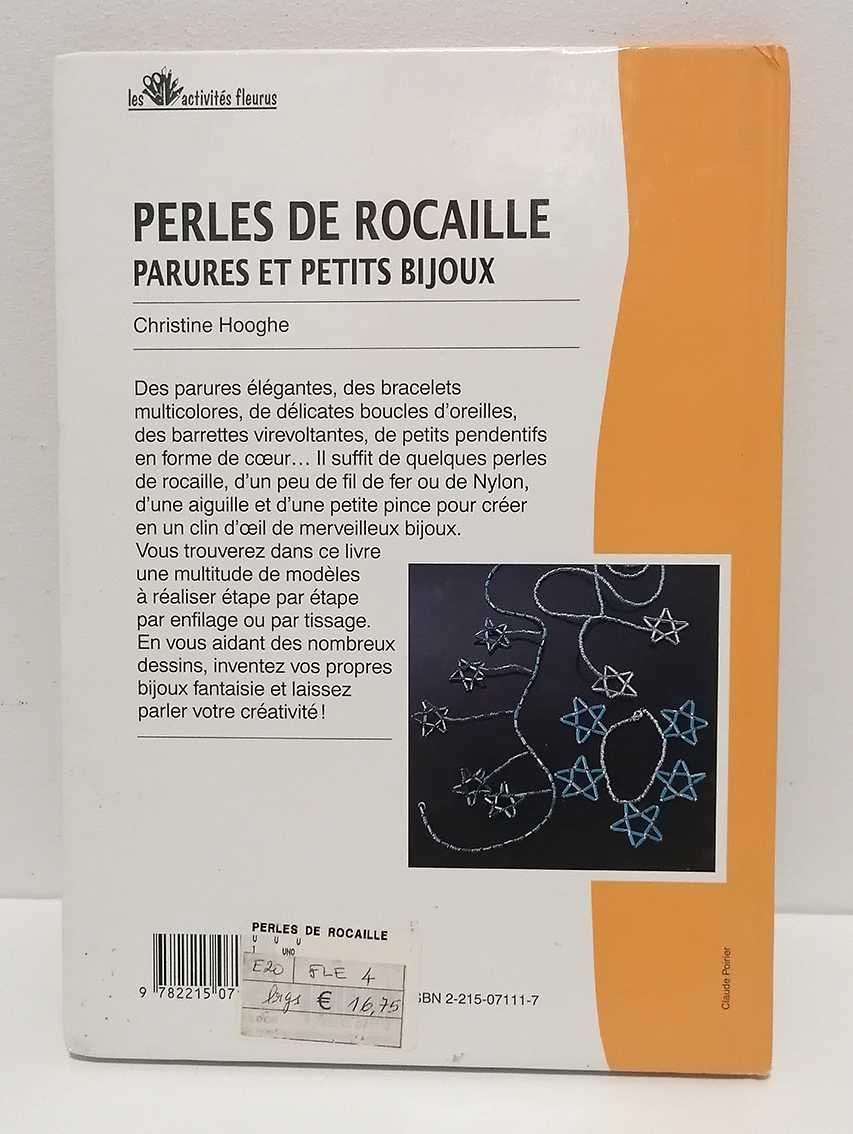 les activités fleurus
PERLES DE ROCAILLE
PARURES ET PETITS BIJOUX
Christine Hooghe
Des parures élégantes, des bracelets
multicolores, de délicates boucles d'oreilles,
des barrettes virevoltantes, de petits pendentifs
en forme de cœur... Il suffit de quelques perles
de rocaille, d'un peu de fil de fer ou de Nylon,
d'une aiguille et d'une petite pince pour créer
en un clin d'œil de merveilleux bijoux.
Vous trouverez dans ce livre
une multitude de modèles
à réaliser étape par étape
par enfilage ou par tissage.
En vous aidant des nombreux
dessins, inventez vos propres
bijoux fantaisie et laissez
parler votre créativité !
Claude Poirier
PERLES DE ROCAILLE
U U U
1 UNO
E20 FLE 4
€ 16,75
9 782215 07
SBN 2-215-07111-7